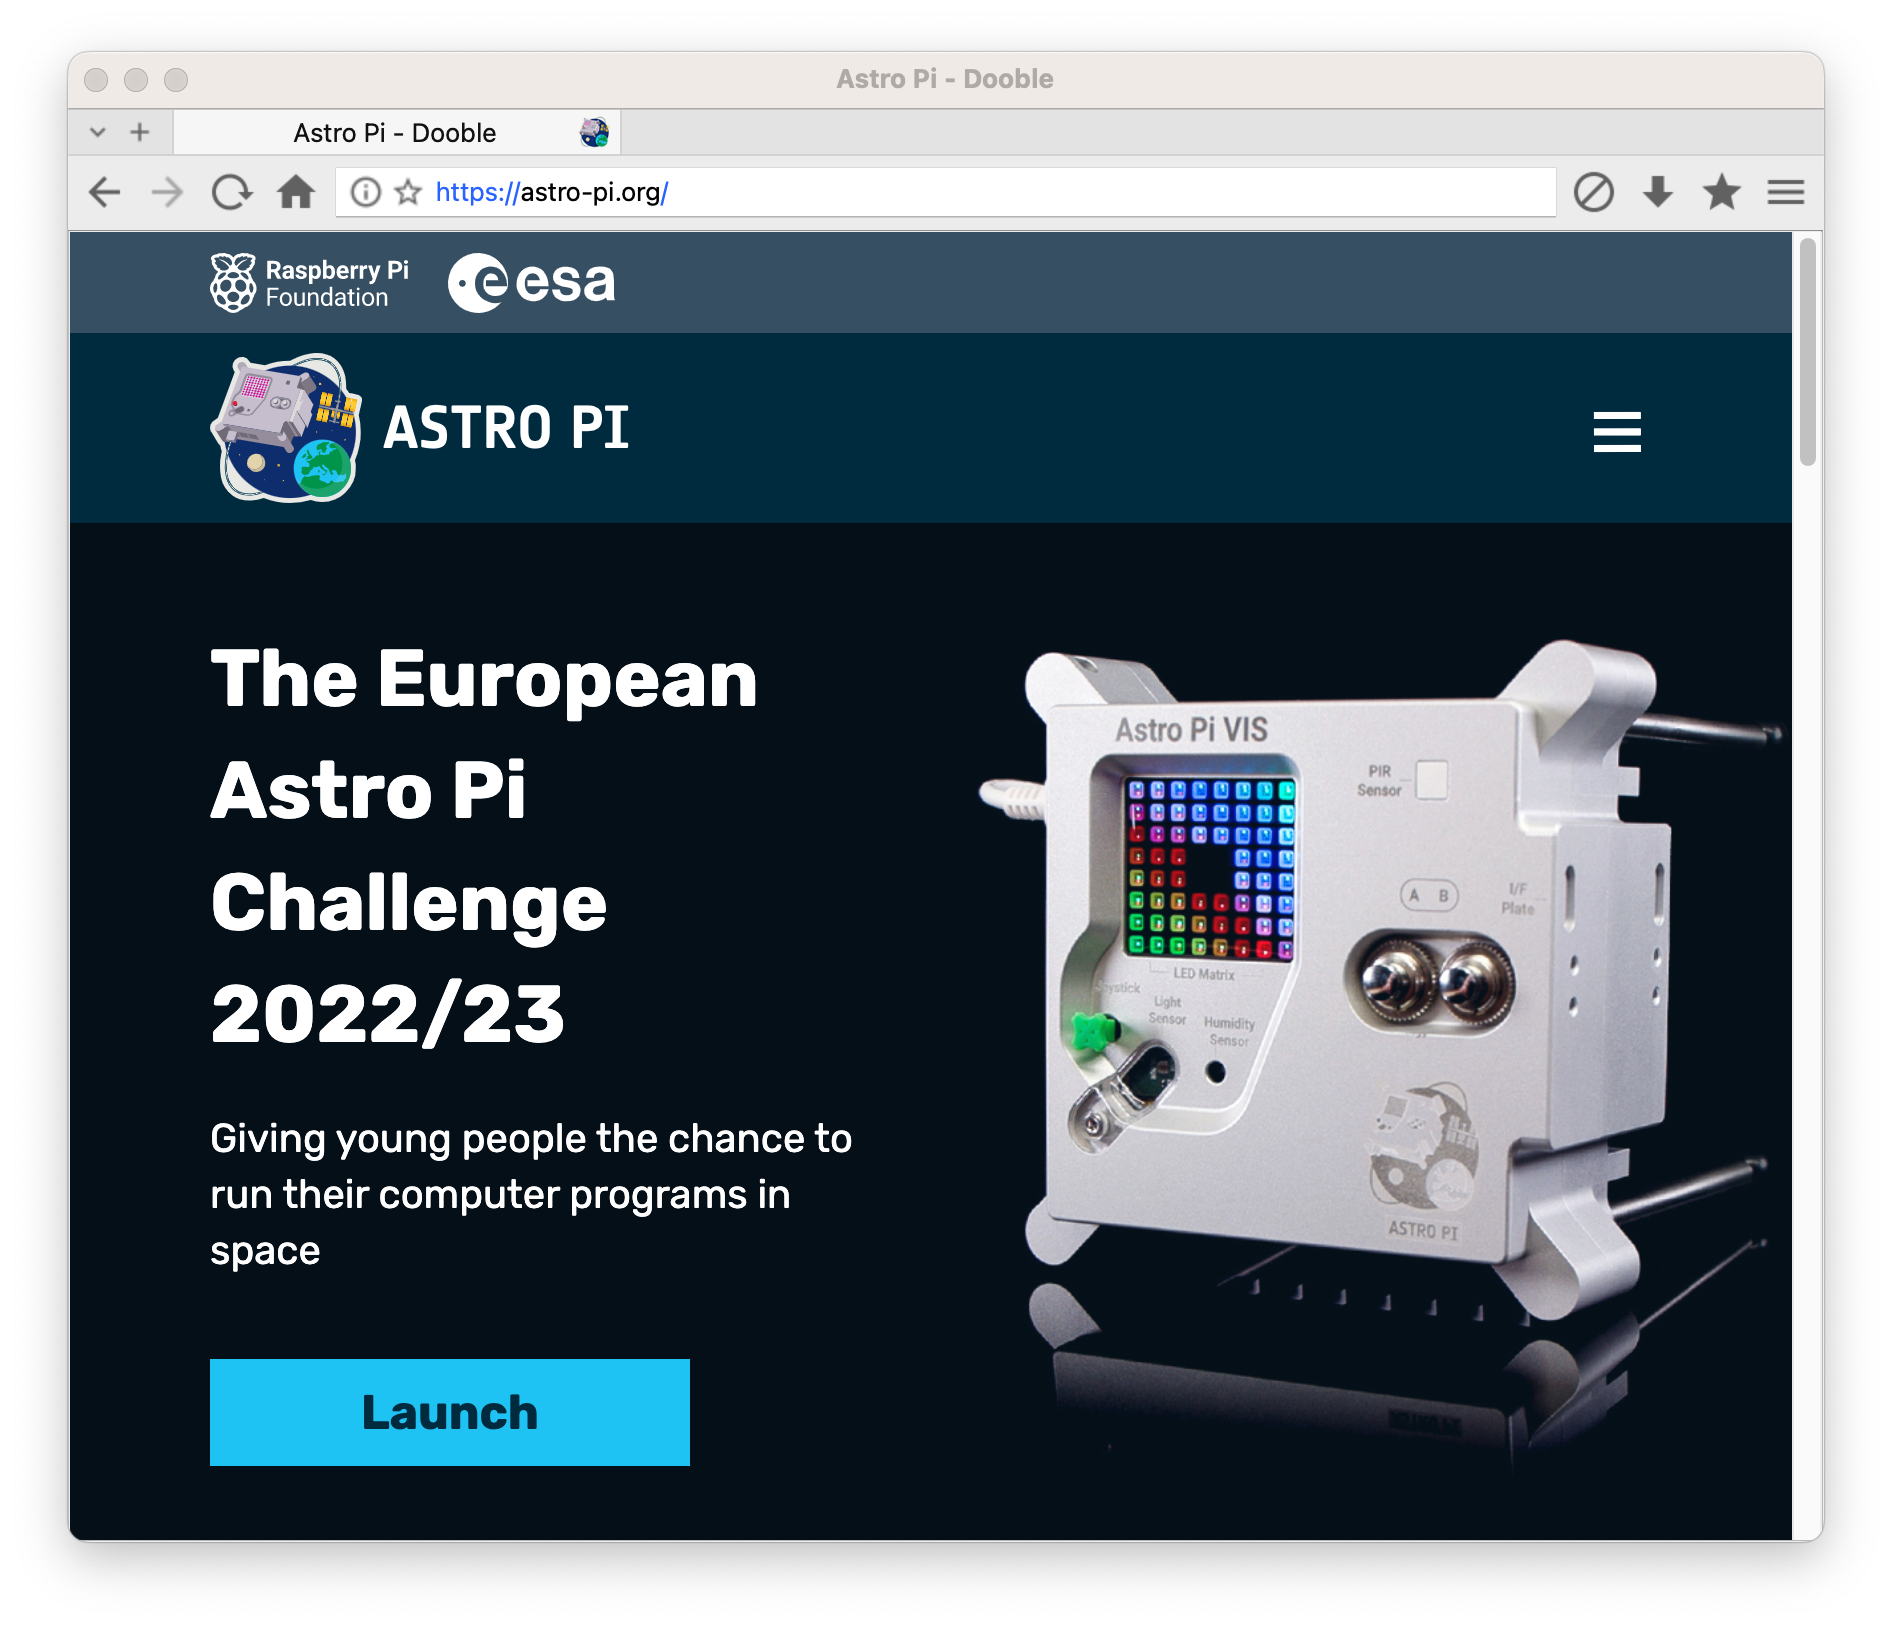 Astro Pi - Dooble
Astro Pi - Dooble
https://astro-pi.org/
Raspberry Pi
Foundation
esa
ASTRO PI
The European
Astro Pi
Challenge
2022/23
Giving young people the chance to
run their computer programs in
space
Launch
Astro Pi VIS
PIR
Sensor
A B
I/F
Plate
LED Matrix
Joystick
Light
Sensor
Humidity
Sensor
ASTRO PI